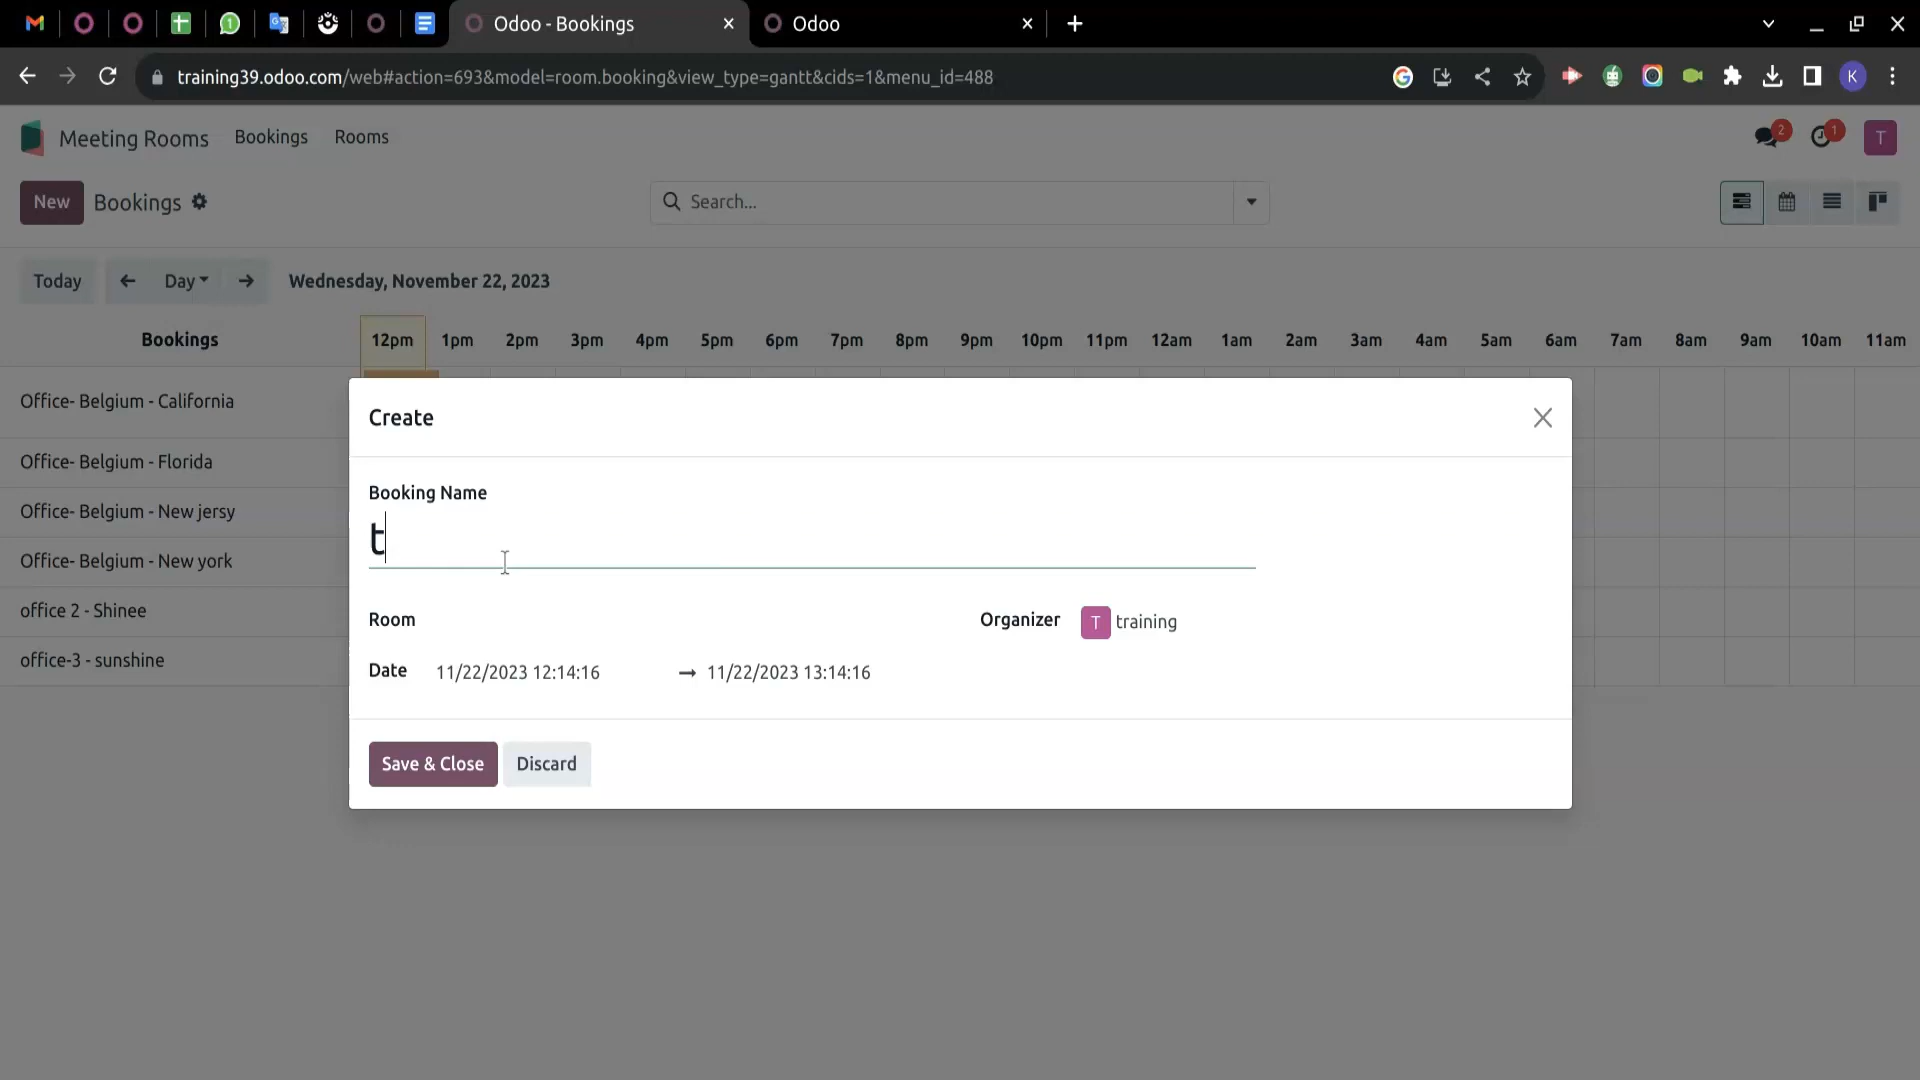 Odoo - Bookings
Odoo
training39.odoo.com/web#action=693&model=room.booking&view_type=gantt&cids=1&menu_id=488
K
Meeting Rooms Bookings Rooms
2 1 T
New Bookings Search...
Today Day Wednesday, November 22, 2023
Bookings 12pm 1pm 2pm 3pm 4pm 5pm 6pm 7pm 8pm 9pm 10pm 11pm 12am 1am 2am 3am 4am 5am 6am 7am 8am 9am 10am 11am
Office- Belgium - California
Office- Belgium - Florida
Office- Belgium - New jersy
Office- Belgium - New york
office 2 - Shinee
office-3 - sunshine
Create
Booking Name
t
Room
Organizer T training
Date 11/22/2023 12:14:16 → 11/22/2023 13:14:16
Save & Close Discard